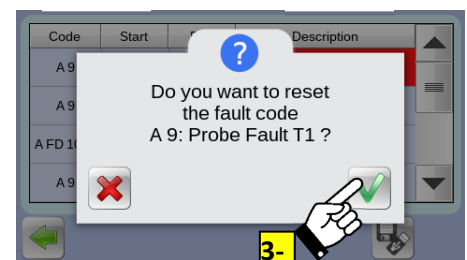 Code Start Description
A 9
A 9
A FD 10
A 9
Do you want to reset
the fault code
A 9: Probe Fault T1 ?
3-